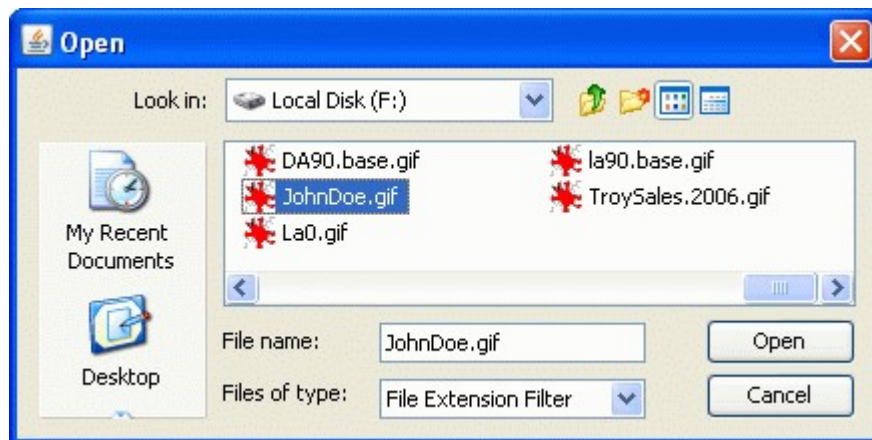 Open
Look in: Local Disk (F:)
DA90.base.gif la90.base.gif
JohnDoe.gif TroySales.2006.gif
La0.gif
My Recent
Documents
Desktop
File name: JohnDoe.gif Open
Files of type: File Extension Filter Cancel